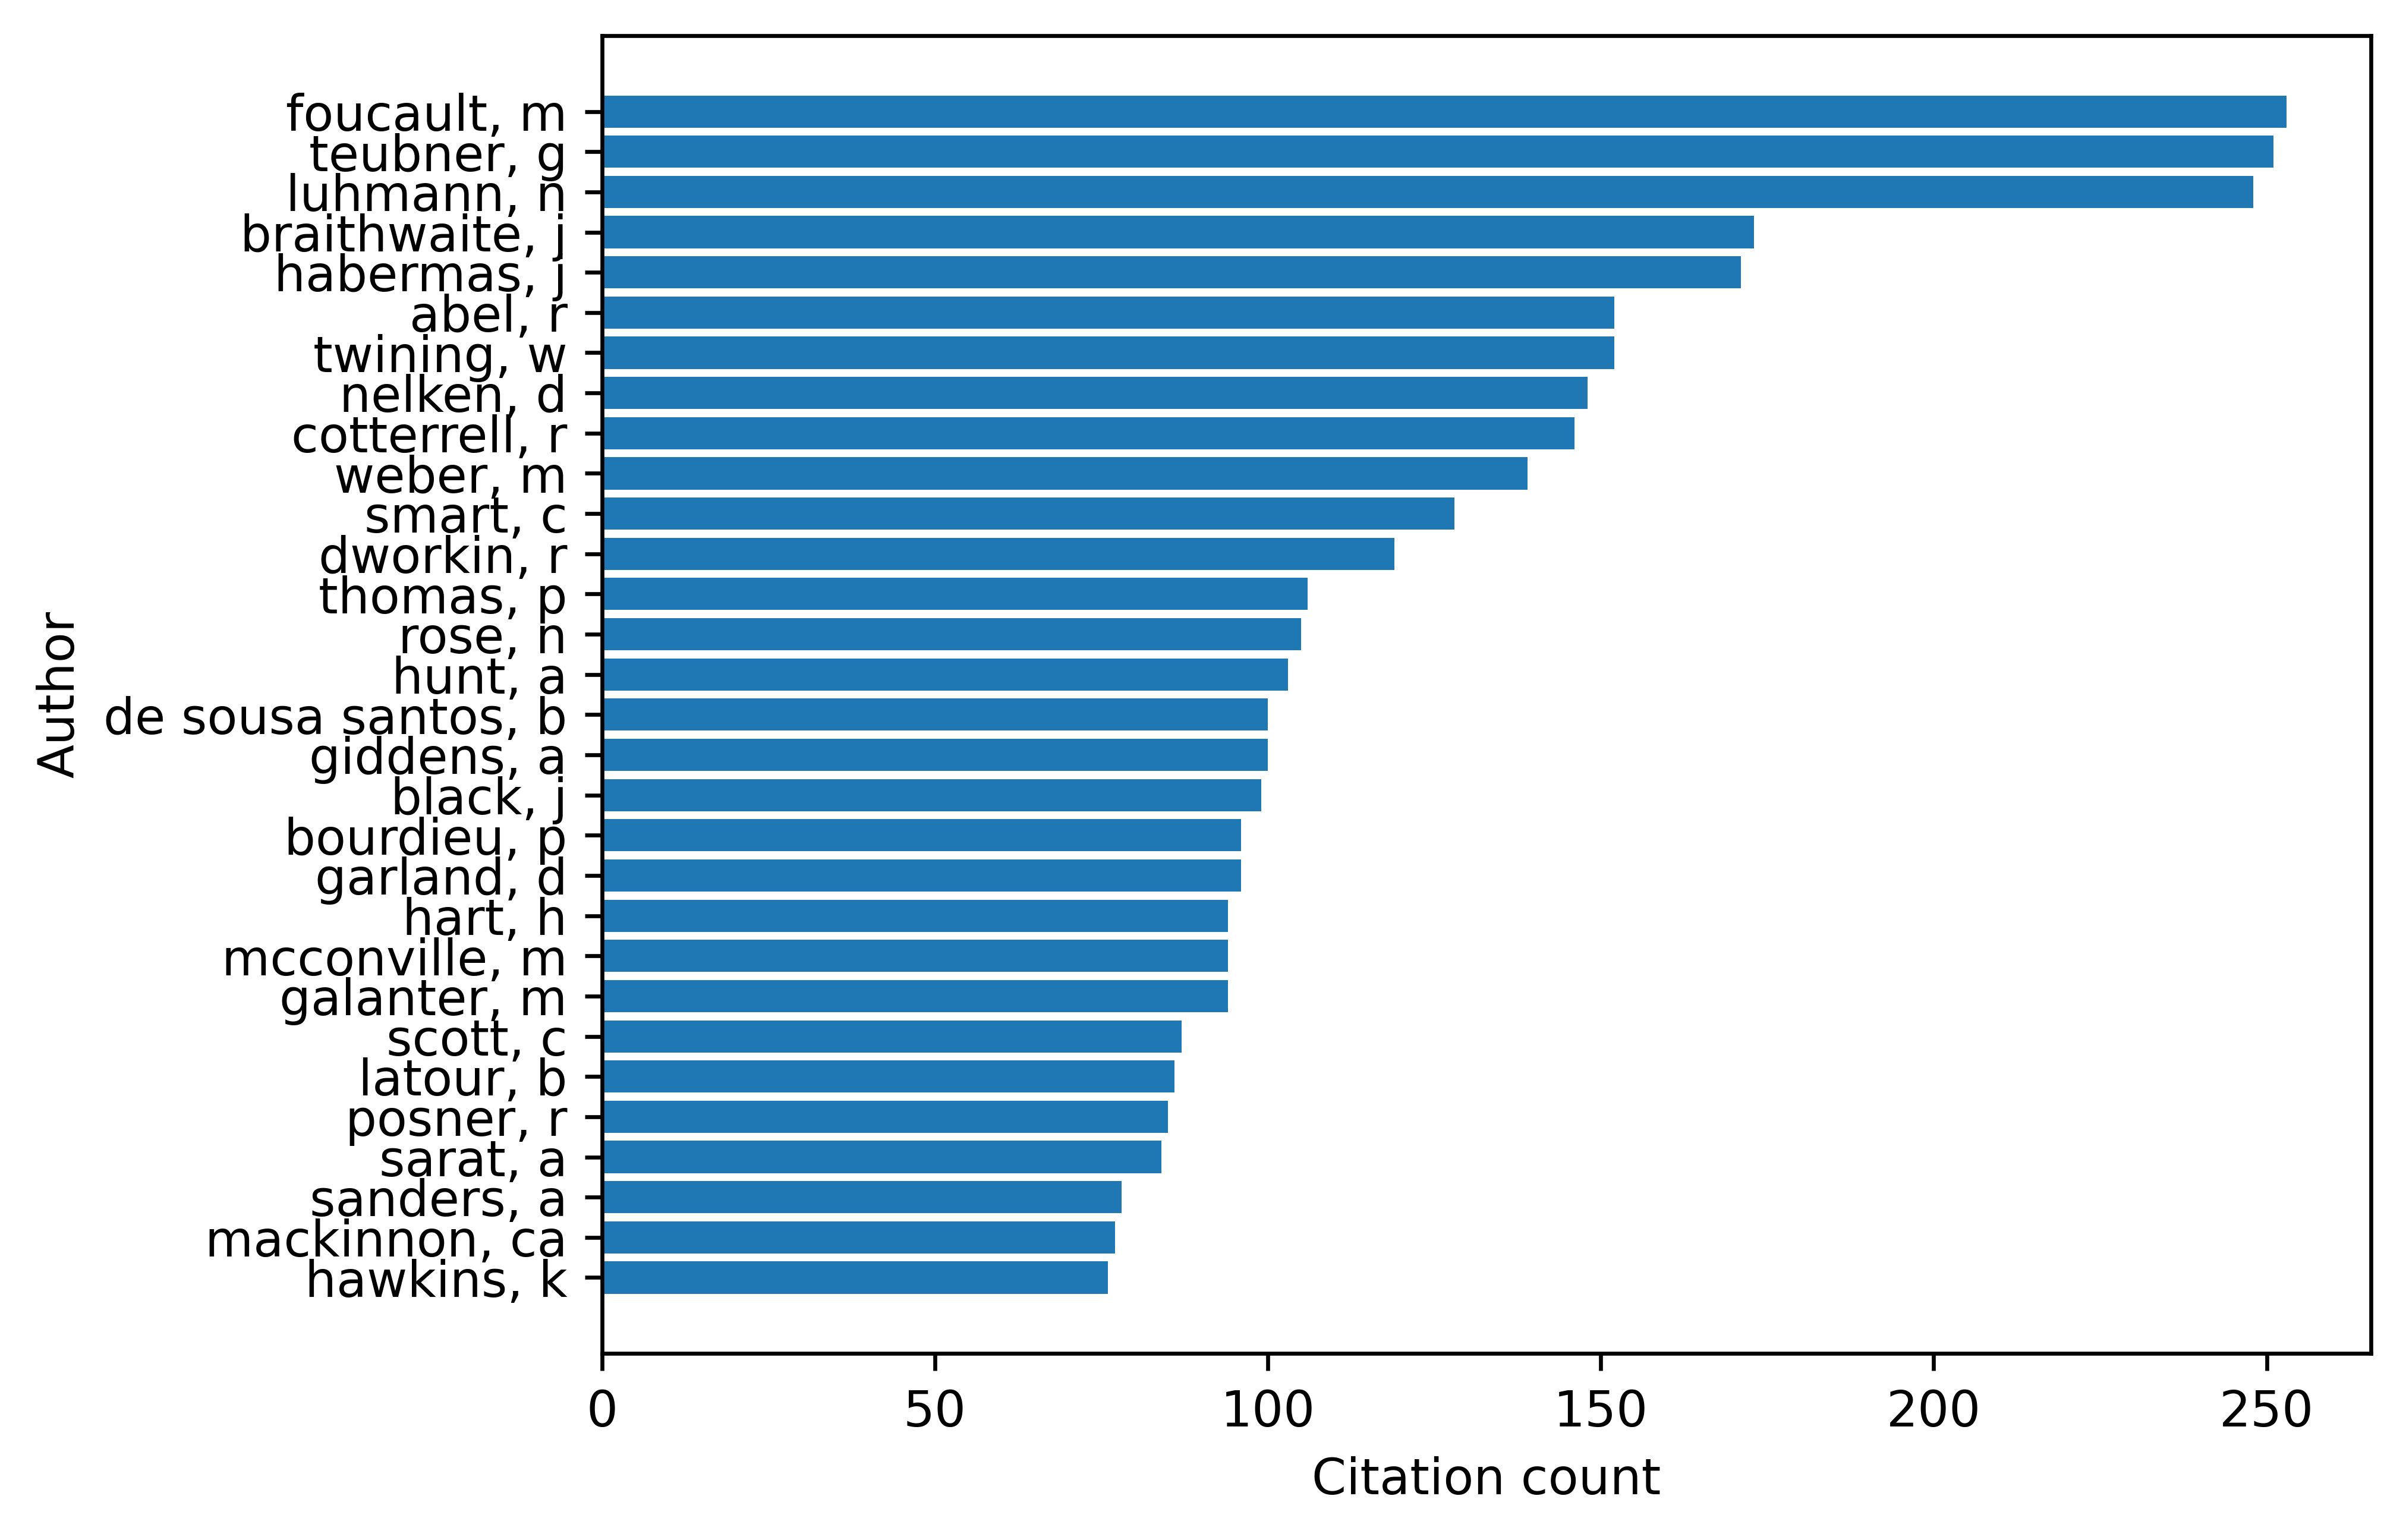 foucault, m
teubner, g
luhmann, n
braithwaite, j
habermas, j
abel, r
twining, w
nelken, d
cotterrell, r
weber, m
smart, c
dworkin, r
thomas, p
rose, n
hunt, a
de sousa santos, b
giddens, a
black, j
bourdieu, p
garland, d
hart, h
mcconville, m
galanter, m
scott, c
latour, b
posner, r
sarat, a
sanders, a
mackinnon, ca
hawkins, k
Author
0 50 100 150 200 250
Citation count